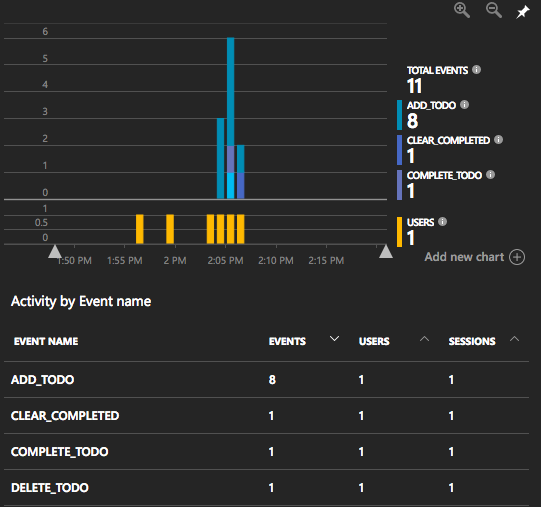 6
5
4
3
2
1
0
1
0.5
0
1:50 PM 1:55 PM 2 PM 2:05 PM 2:10 PM 2:15 PM
TOTAL EVENTS
11
ADD_TODO
8
CLEAR_COMPLETED
1
COMPLETE_TODO
1
USERS
1
Add new chart
Activity by Event name
EVENT NAME EVENTS USERS SESSIONS
ADD_TODO 8 1 1
CLEAR_COMPLETED 1 1 1
COMPLETE_TODO 1 1 1
DELETE_TODO 1 1 1